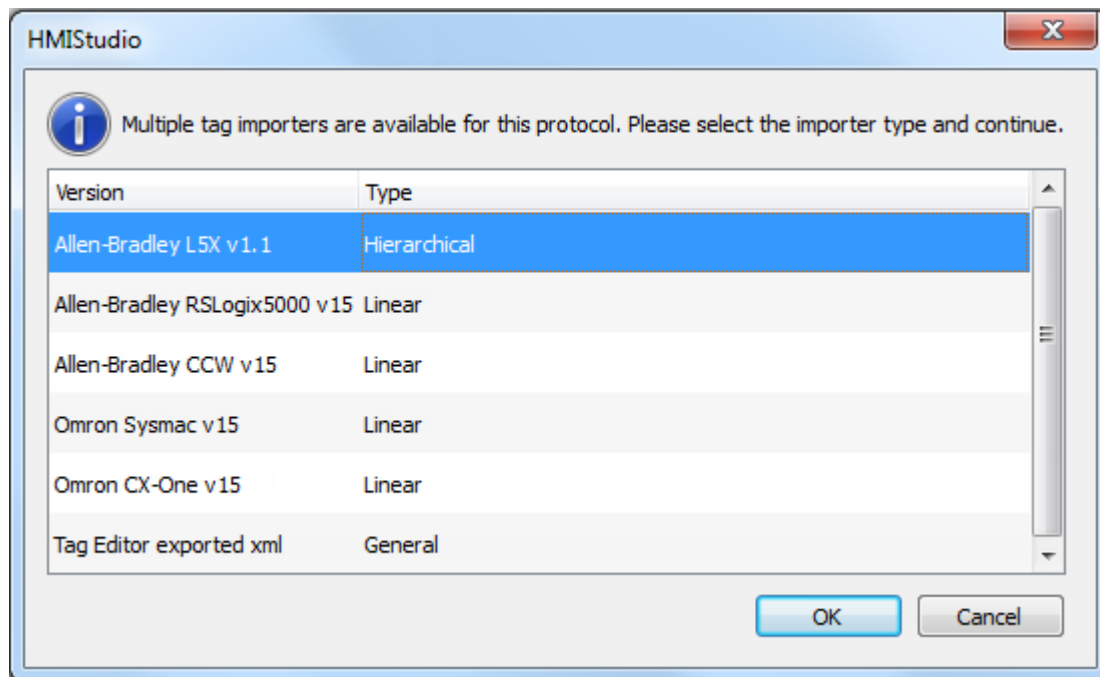 HMIStudio
Multiple tag importers are available for this protocol. Please select the importer type and continue.
Version Type
Allen-Bradley L5X v1.1 Hierarchical
Allen-Bradley RSLogix5000 v15 Linear
Allen-Bradley CCW v15 Linear
Omron Sysmac v15 Linear
Omron CX-One v15 Linear
Tag Editor exported xml General
OK Cancel